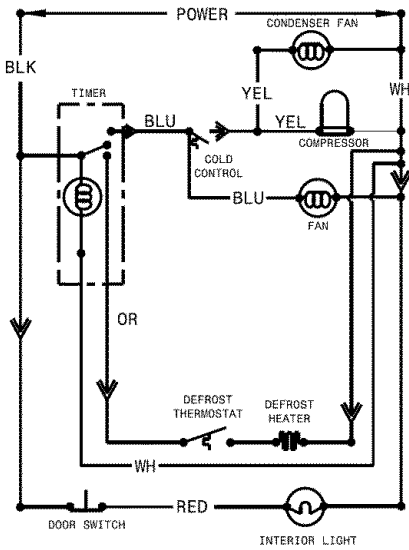 POWER
CONDENSER FAN
BLK
WH
TIMER
YEL
BLU
YEL
COMPRESSOR
COLD
CONTROL
BLU
FAN
OR
DEFROST
THERMOSTAT
DEFROST
HEATER
WH
RED
DOOR SWITCH
INTERIOR LIGHT